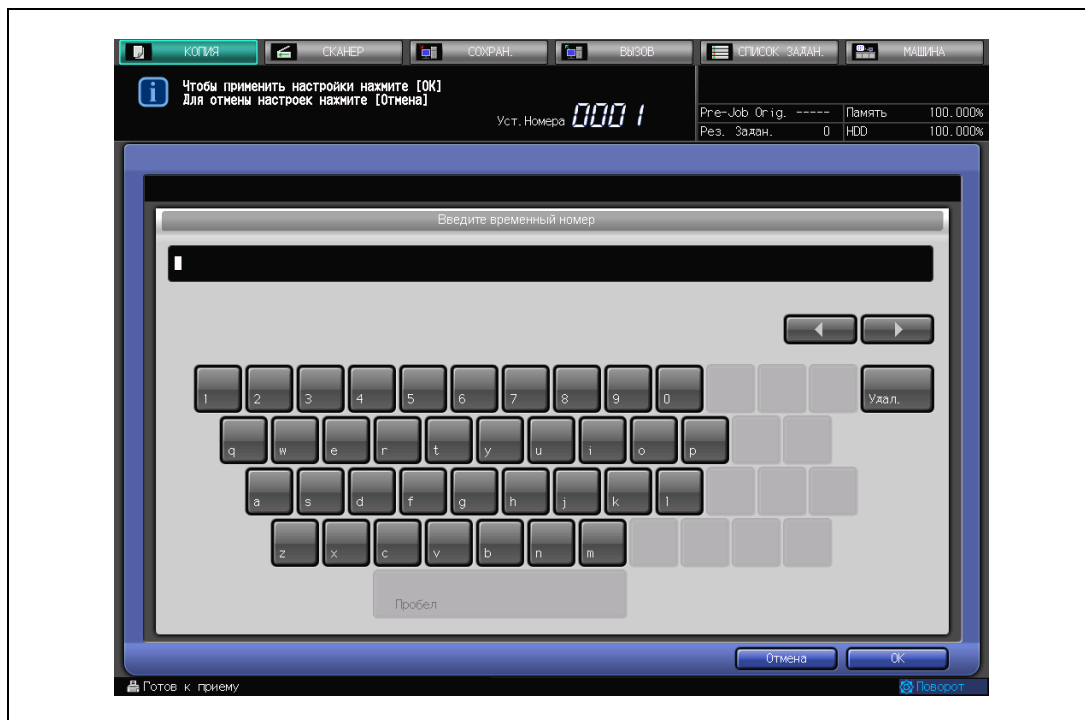 КОПИЯ СКАНЕР СОХРАН. ВЫЗОВ СПИСОК ЗАДАН. МАШИНА
Чтобы применить настройки нажмите [OK]
Для отмены настроек нажмите [Отмена]
Уст. Номера 0001
Pre-Job Orig. ----- Память 100.000%
Рез. Задан. 0 HDD 100.000%
Введите временный номер
1 2 3 4 5 6 7 8 9 0 Удал.
q w e r t y u i o p
a s d f g h j k l
z x c v b n m
Пробел
Отмена OK
Готов к приему Поворот